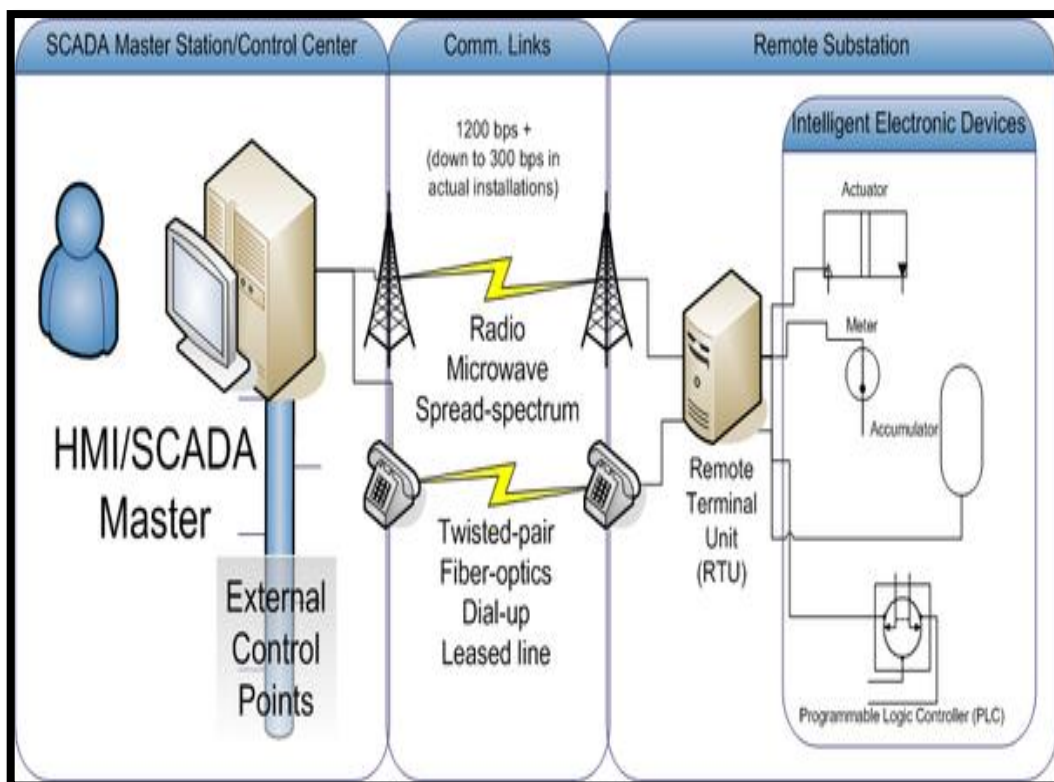 SCADA Master Station/Control Center
Comm. Links
Remote Substation
HMI/SCADA
Master
External
Control
Points
1200 bps +
(down to 300 bps in
actual installations)
Radio
Microwave
Spread-spectrum
Twisted-pair
Fiber-optics
Dial-up
Leased line
Remote
Terminal
Unit
(RTU)
Intelligent Electronic Devices
Actuator
Meter
Accumulator
Programmable Logic Controller (PLC)